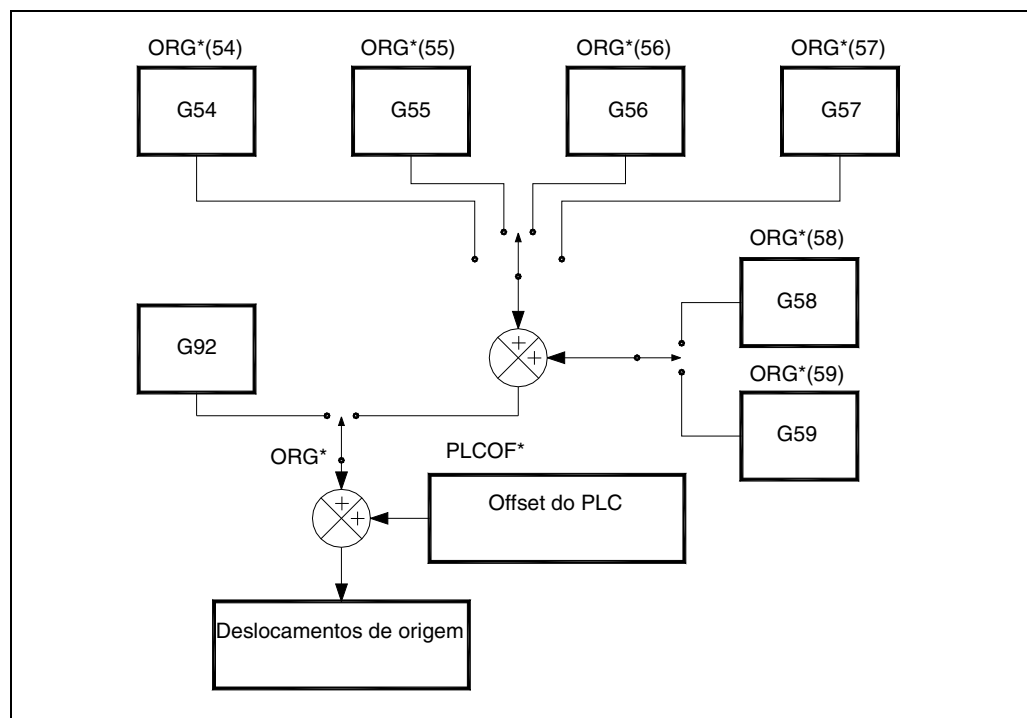 ORG*(54) ORG*(55) ORG*(56) ORG*(57)
G54 G55 G56 G57
ORG*(58)
G58
G92
ORG*(59)
G59
ORG* PLCOF*
Offset do PLC
Deslocamentos de origem
+
+
+
+